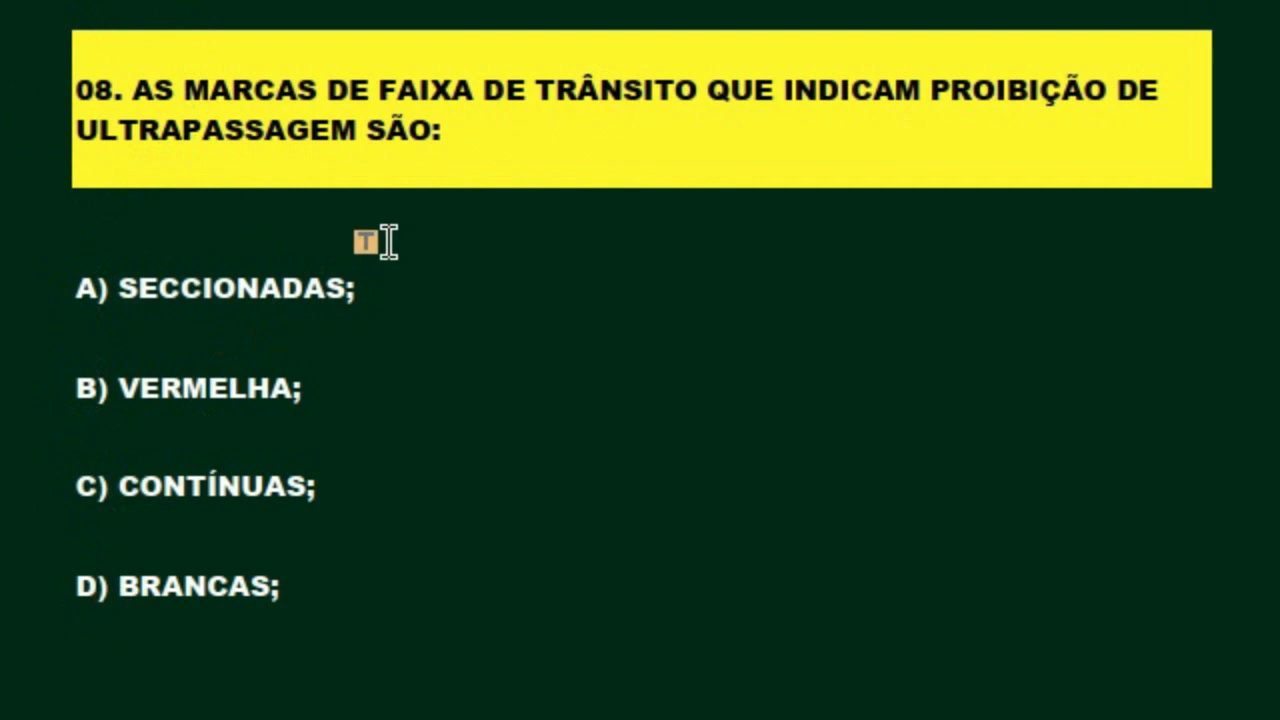 08. AS MARCAS DE FAIXA DE TRÂNSITO QUE INDICAM PROIBIÇÃO DE
ULTRAPASSAGEM SÃO:
T
A) SECCIONADAS;
B) VERMELHA;
C) CONTÍNUAS;
D) BRANCAS;